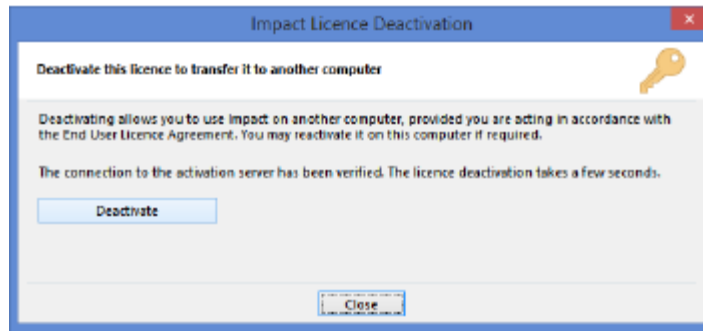 Impact Licence Deactivation
Deactivate this licence to transfer it to another computer
Deactivating allows you to use Impact on another computer, provided you are acting in accordance with
the End User Licence Agreement. You may reactivate it on this computer if required.
The connection to the activation server has been verified. The licence deactivation takes a few seconds.
Deactivate
Close